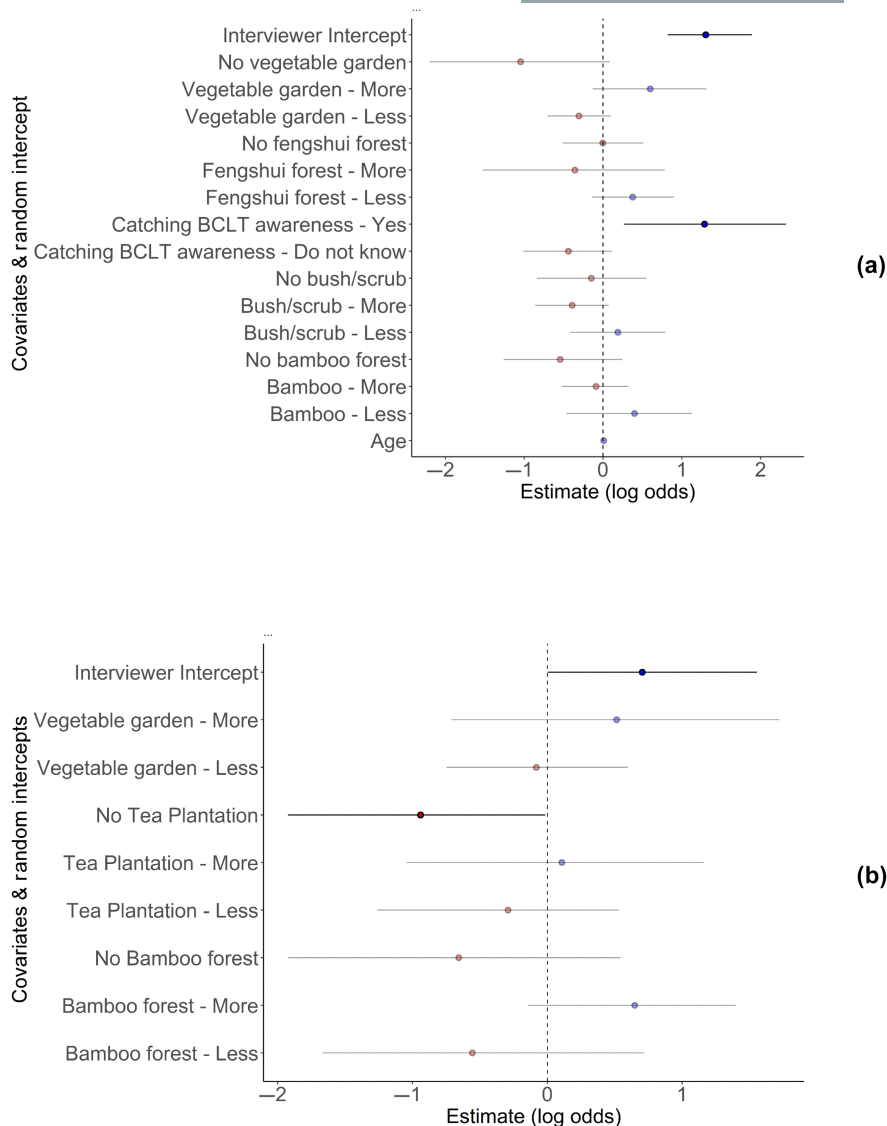 ...
Interviewer Intercept
No vegetable garden
Vegetable garden - More
Vegetable garden - Less
No fengshui forest
Fengshui forest - More
Fengshui forest - Less
Catching BCLT awareness - Yes
Catching BCLT awareness - Do not know
No bush/scrub
Bush/scrub - More
Bush/scrub - Less
No bamboo forest
Bamboo - More
Bamboo - Less
Age
Covariates & random intercept
−2 −1 0 1 2
Estimate (log odds)
(a)
...
Interviewer Intercept
Vegetable garden - More
Vegetable garden - Less
No Tea Plantation
Tea Plantation - More
Tea Plantation - Less
No Bamboo forest
Bamboo forest - More
Bamboo forest - Less
Covariates & random intercepts
−2 −1 0 1
Estimate (log odds)
(b)